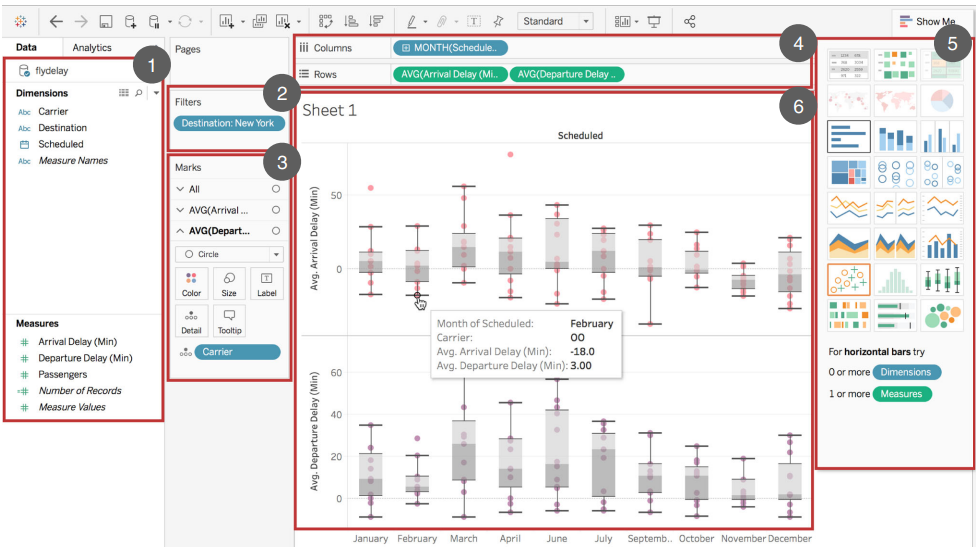 Standard
Show Me
Data Analytics
flydelay
1
Dimensions
Abc Carrier
Abc Destination
Scheduled
Abc Measure Names
Measures
# Arrival Delay (Min)
# Departure Delay (Min)
# Passengers
# Number of Records
# Measure Values
Pages
Filters
2
Destination: New York
Marks
3
All
AVG(Arrival ...
AVG(Depart...
Circle
Color Size Label
Detail Tooltip
Carrier
iii Columns MONTH(Schedule..
4
Rows AVG(Arrival Delay (Mi.. AVG(Departure Delay ..
Sheet 1
6
Scheduled
Avg. Arrival Delay (Min)
50
0
Month of Scheduled: February
Carrier: OO
Avg. Arrival Delay (Min): -18.0
Avg. Departure Delay (Min): 3.00
Avg. Departure Delay (Min)
60
40
20
0
January February March April June July Septemb.. October November December
5
For horizontal bars try
0 or more Dimensions
1 or more Measures